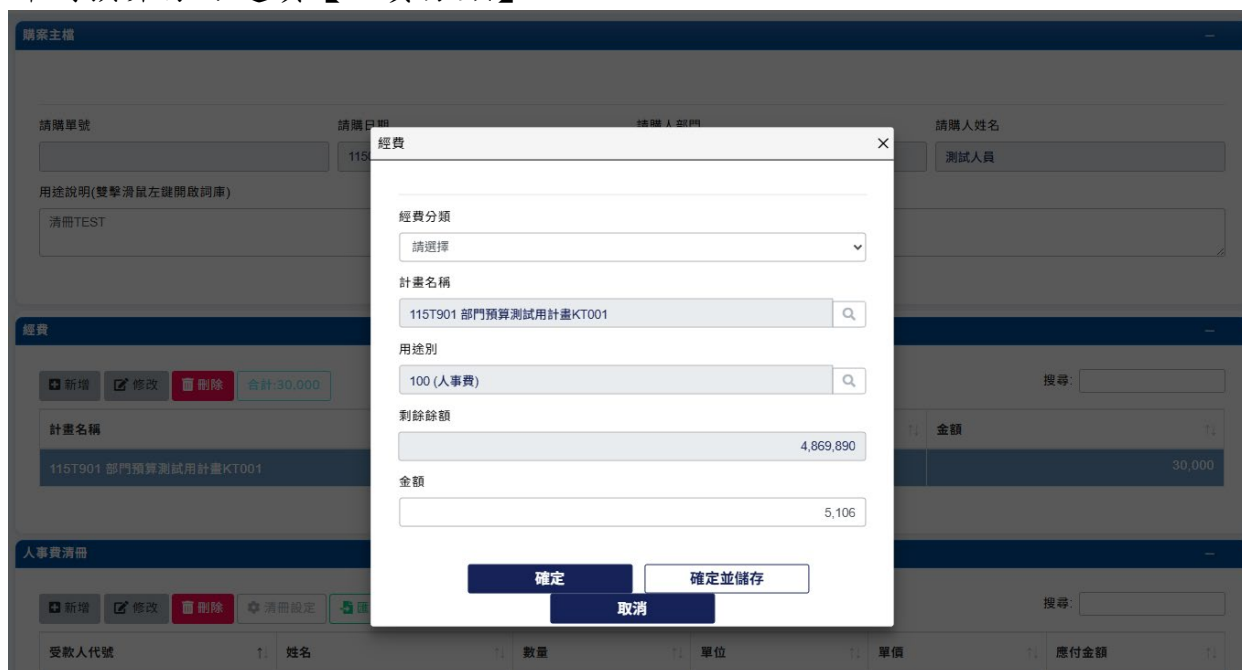 購案主檔
請購單號 請購日期 請購人部門 請購人姓名
115 測試人員
用途說明(雙擊滑鼠左鍵開啟詞庫)
清冊TEST
經費
新增 修改 刪除 合計:30,000 搜尋:
計畫名稱 金額
115T901 部門預算測試用計畫KT001 30,000
人事費清冊
新增 修改 刪除 清冊設定 匯 搜尋:
受款人代號 姓名 數量 單位 單價 應付金額
經費
經費分類
請選擇
計畫名稱
115T901 部門預算測試用計畫KT001
用途別
100 (人事費)
剩餘餘額
4,869,890
金額
5,106
確定 確定並儲存
取消